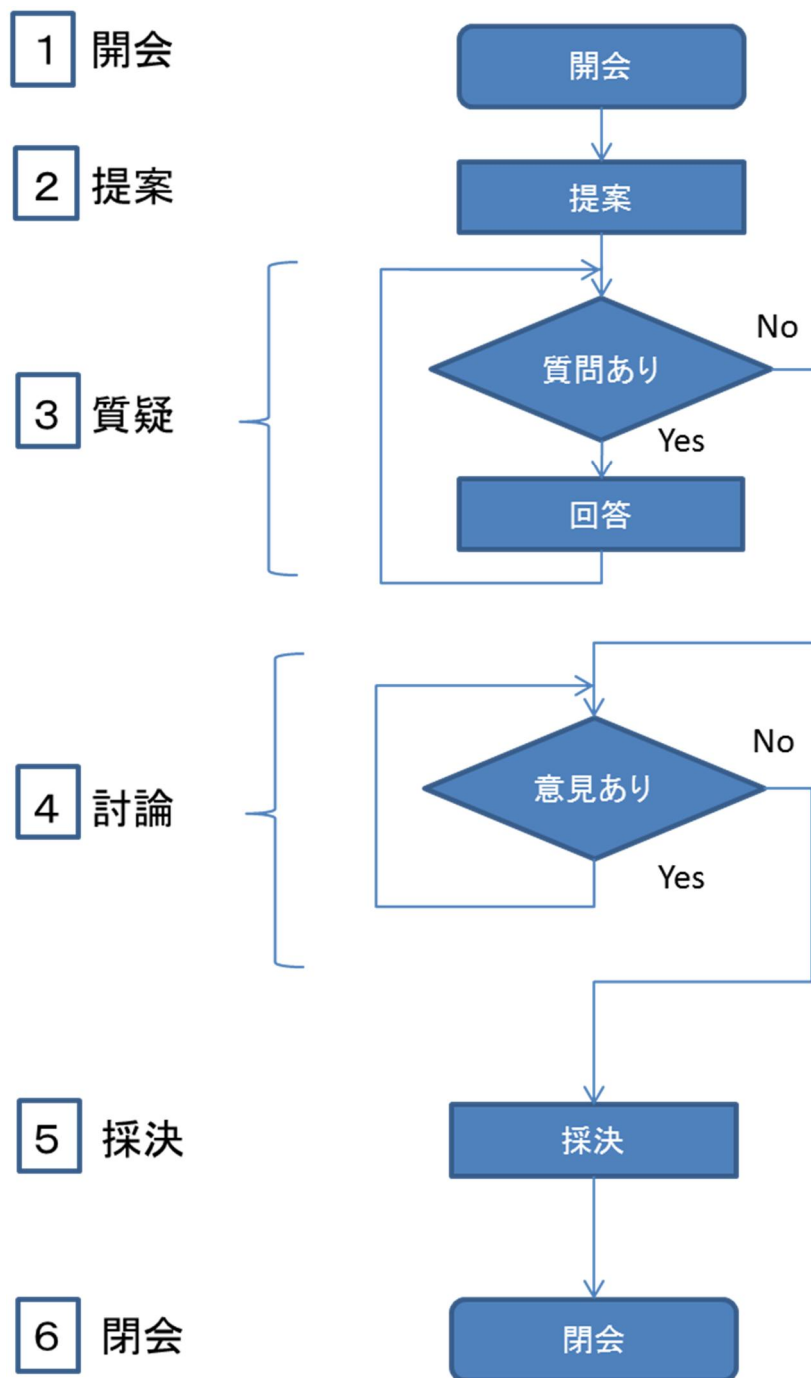 1 開会
開会
2 提案
提案
No
質問あり
3 質疑
Yes
回答
No
意見あり
4 討論
Yes
5 採決
採決
6 閉会
閉会